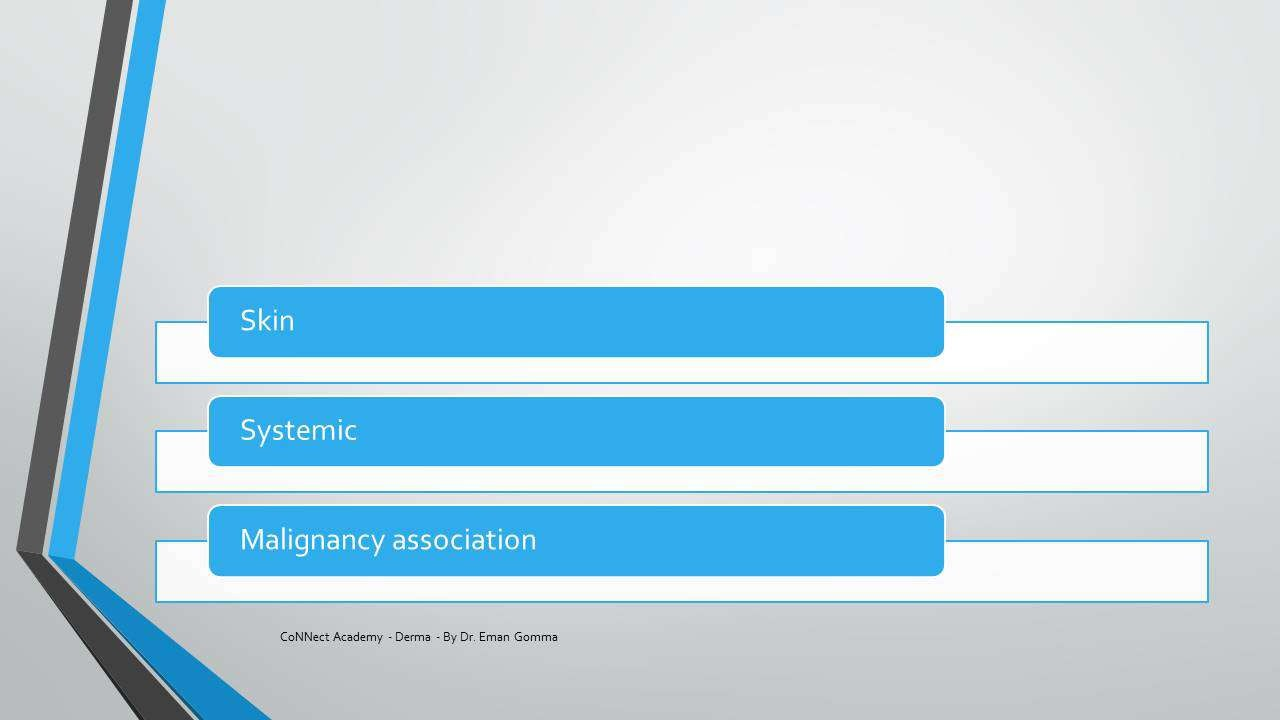 Skin
Systemic
Malignancy association
CoNNect Academy - Derma - By Dr. Eman Gomma